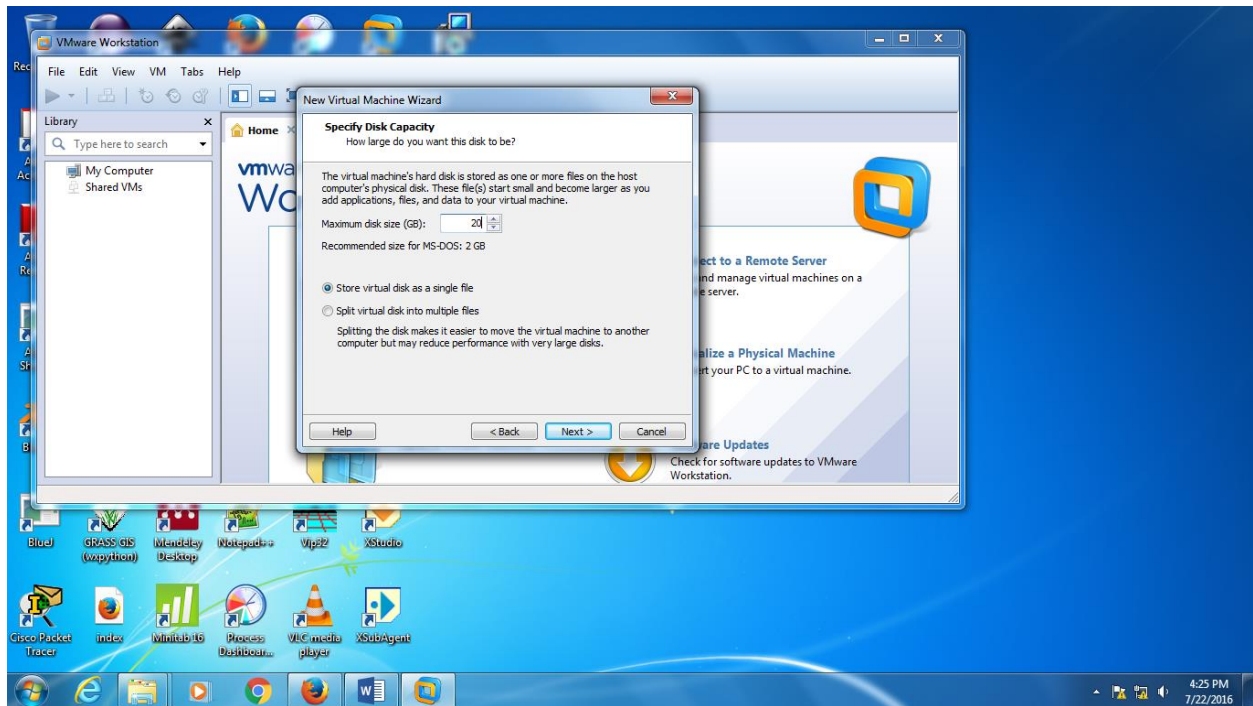 VMware Workstation
File Edit View VM Tabs Help
Library
Type here to search
My Computer
Shared VMs
Home
vmwa
Wo
New Virtual Machine Wizard
Specify Disk Capacity
How large do you want this disk to be?
The virtual machine's hard disk is stored as one or more files on the host
computer's physical disk. These file(s) start small and become larger as you
add applications, files, and data to your virtual machine.
Maximum disk size (GB): 20
Recommended size for MS-DOS: 2 GB
Store virtual disk as a single file
Split virtual disk into multiple files
Splitting the disk makes it easier to move the virtual machine to another
computer but may reduce performance with very large disks.
Help < Back Next > Cancel
ect to a Remote Server
and manage virtual machines on a
e server.
alize a Physical Machine
ert your PC to a virtual machine.
are Updates
Check for software updates to VMware
Workstation.
BlueJ GRASS GIS Mendeley Notepad++ Vip32 XStudio
(wxpython) Desktop
Cisco Packet index Minitab 16 Process VLC media XSubAgent
Tracer Dashboar... player
4:25 PM
7/22/2016